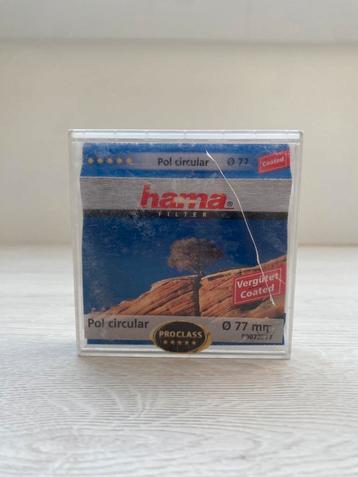 Pol circular Ø 77
Coated
hama®
FILTER
Vergütet
Coated
Pol circular Ø 77 mm
PROCLASS